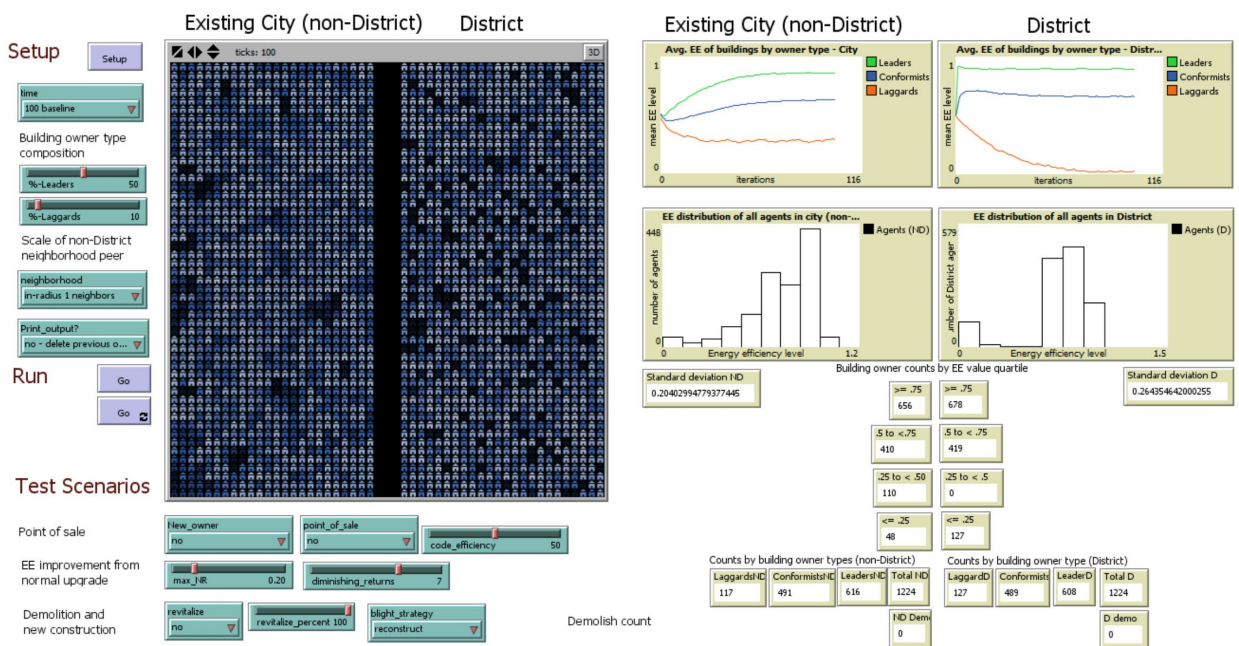 Existing City (non-District)
District
Existing City (non-District)
District
Setup
Setup
time
100 baseline
Building owner type
composition
%-Leaders 50
%-Laggards 10
Scale of non-District
neighborhood peer
neighborhood
in-radius 1 neighbors
Print_output?
no - delete previous o...
Run
Go
Go
ticks: 100
3D
Avg. EE of buildings by owner type - City
1
mean EE level
0
0
iterations
116
Leaders
Conformists
Laggards
Avg. EE of buildings by owner type - Distr...
1
mean EE level
0
0
iterations
116
Leaders
Conformists
Laggards
EE distribution of all agents in city (non-...
448
number of agents
0
0
Energy efficiency level
1.2
Agents (ND)
EE distribution of all agents in District
579
umber of District ager
0
0
Energy efficiency level
1.5
Agents (D)
Building owner counts by EE value quartile
Standard deviation ND
0.20402994779377445
Standard deviation D
0.264354642000255
>= .75
656
>= .75
678
.5 to <.75
410
.5 to < .75
419
.25 to < .50
110
.25 to < .5
0
<= .25
48
<= .25
127
Counts by building owner types (non-District)
LaggardsND
117
ConformistsND
491
LeadersND
616
Total ND
1224
ND Dem
0
Counts by building owner type (District)
LaggardD
127
Conformists
489
LeaderD
608
Total D
1224
D demo
0
Test Scenarios
Point of sale
New_owner
no
point_of_sale
no
code_efficiency 50
EE improvement from
normal upgrade
max_NR 0.20
diminishing_returns 7
Demolition and
new construction
revitalize
no
revitalize_percent 100
blight_strategy
reconstruct
Demolish count